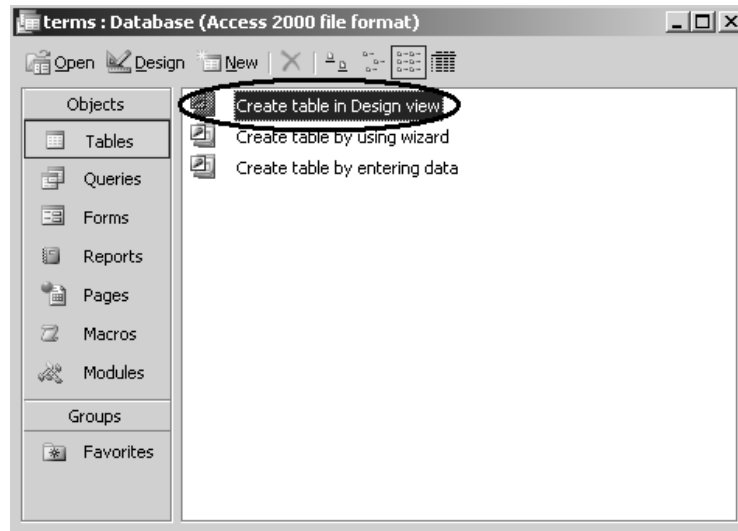 terms : Database (Access 2000 file format)
Open Design New
Objects
Tables
Queries
Forms
Reports
Pages
Macros
Modules
Groups
Favorites
Create table in Design view
Create table by using wizard
Create table by entering data